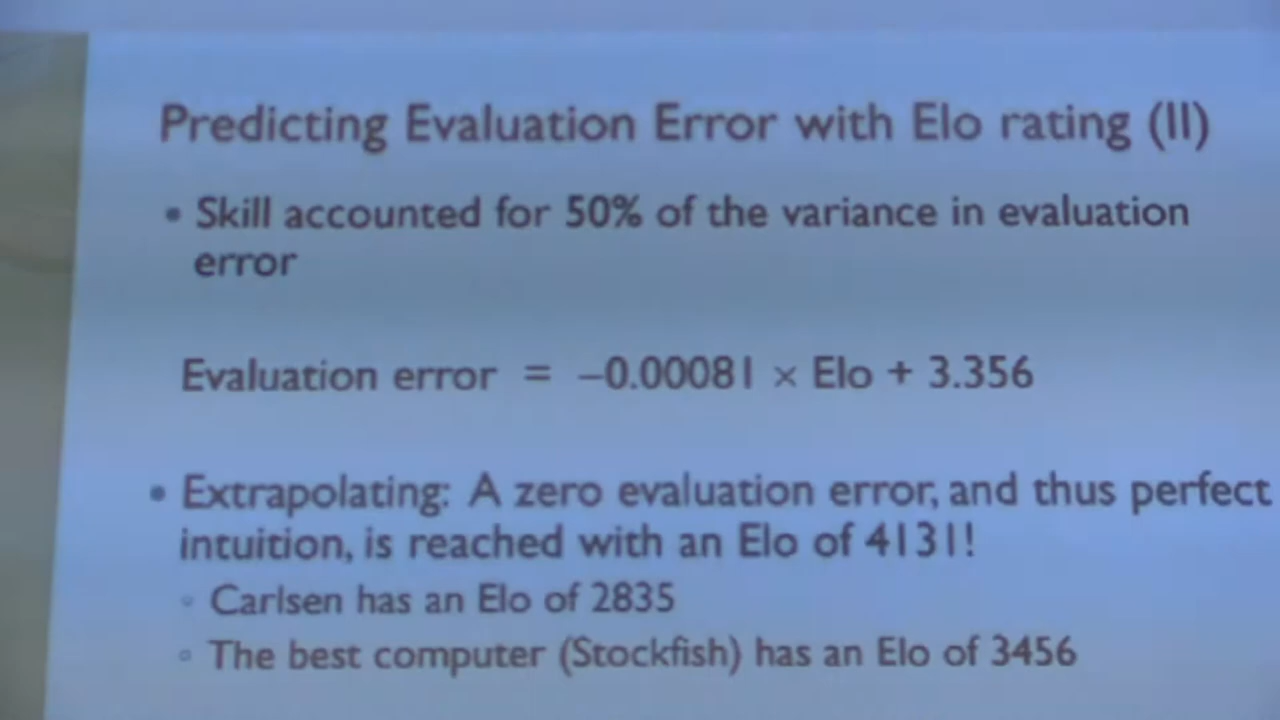 Predicting Evaluation Error with Elo rating (II)
• Skill accounted for 50% of the variance in evaluation
error
Evaluation error = –0.00081 × Elo + 3.356
• Extrapolating: A zero evaluation error, and thus perfect
intuition, is reached with an Elo of 4131!
◦ Carlsen has an Elo of 2835
◦ The best computer (Stockfish) has an Elo of 3456